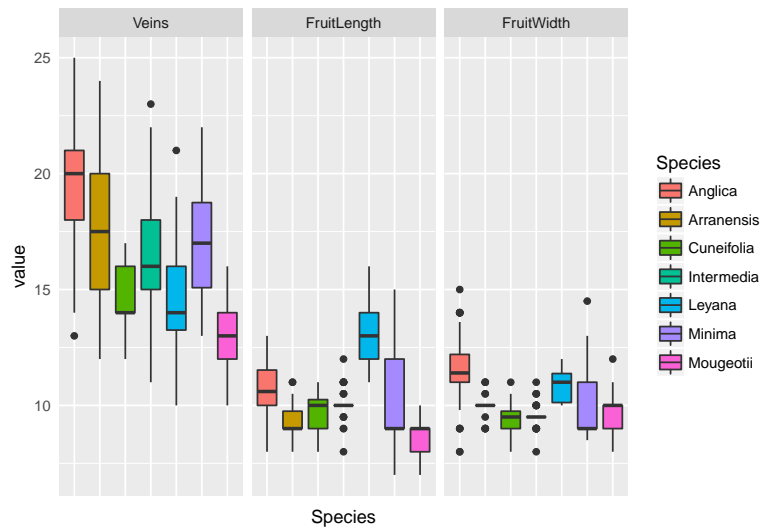 Veins FruitLength FruitWidth
25
20
15
10
value
Species
Species
Anglica
Arranensis
Cuneifolia
Intermedia
Leyana
Minima
Mougeotii